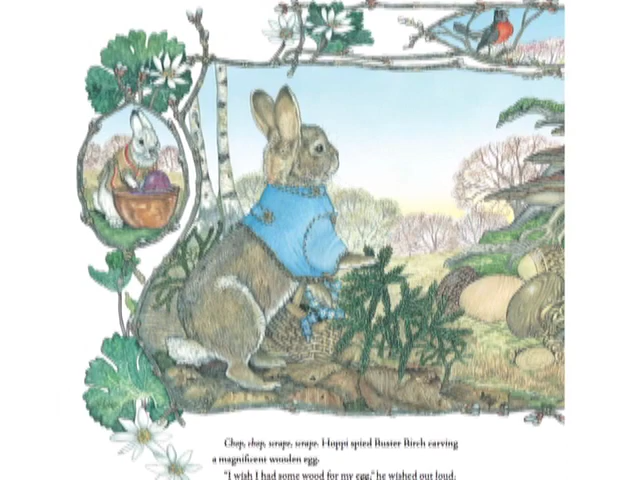 Chop, chop, scrape, scrape. Hoppi spied Buster Birch carving
a magnificent wooden egg.
"I wish I had some wood for my egg," he wished out loud.